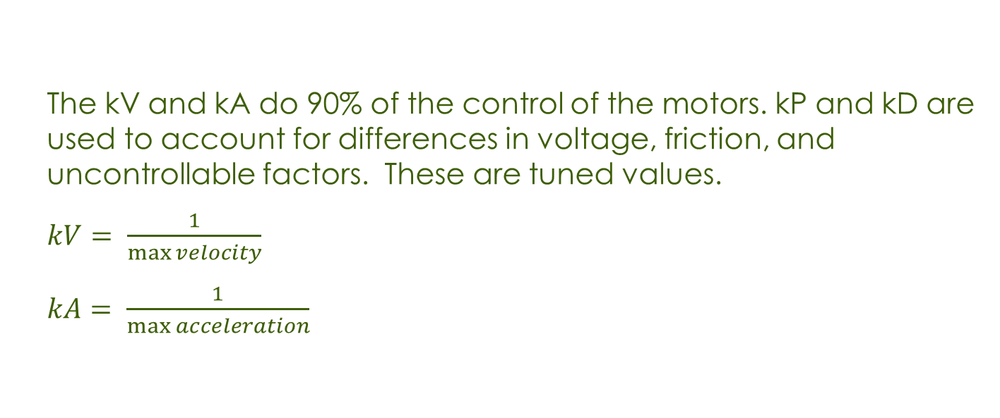 The kV and kA do 90% of the control of the motors. kP and kD are
used to account for differences in voltage, friction, and
uncontrollable factors.  These are tuned values.
kV = 1 / max velocity
kA = 1 / max acceleration